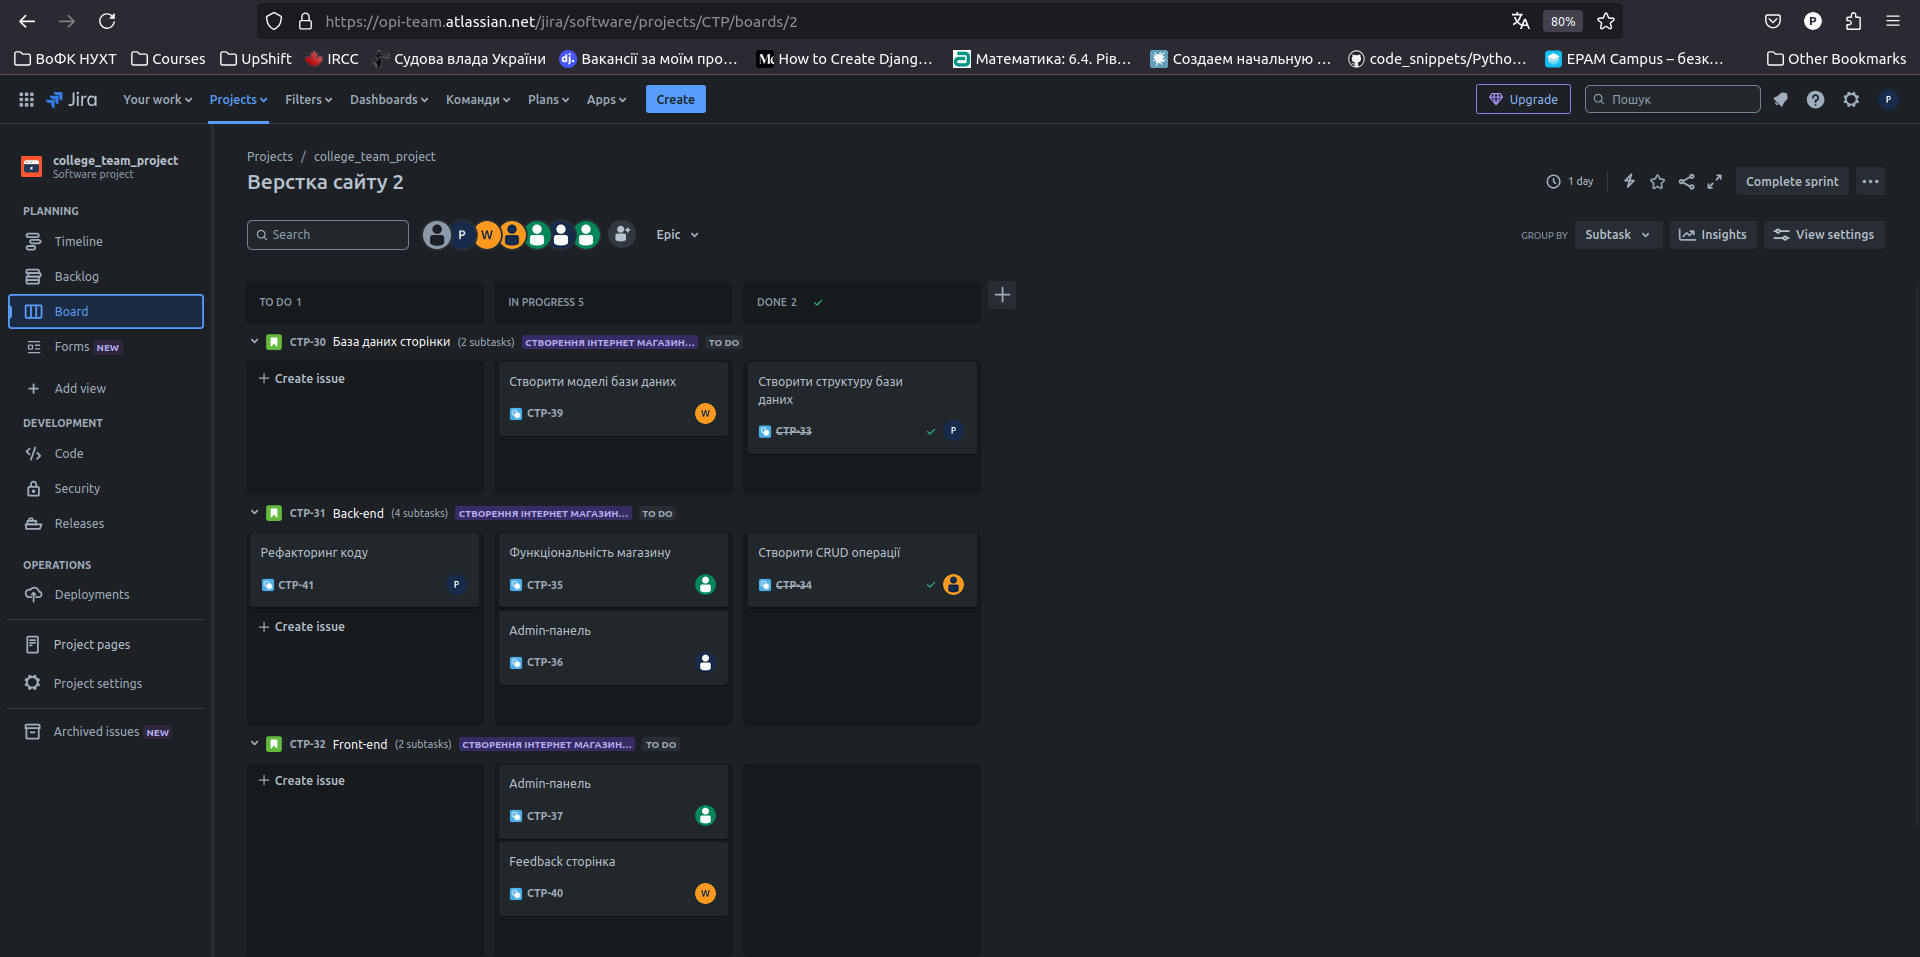 https://opi-team.atlassian.net/jira/software/projects/CTP/boards/2
80%
P
ВоФК НУХТ
Courses
UpShift
IRCC
Судова влада України
dj
Вакансії за моїм про...
How to Create Djang...
Математика: 6.4. Рів...
Создаем начальную ...
code_snippets/Pytho...
EPAM Campus – безк...
Other Bookmarks
Jira
Your work
Projects
Filters
Dashboards
Команди
Plans
Apps
Create
Upgrade
Пошук
P
college_team_project
Software project
PLANNING
Timeline
Backlog
Board
Forms NEW
Add view
DEVELOPMENT
Code
Security
Releases
OPERATIONS
Deployments
Project pages
Project settings
Archived issues NEW
Projects / college_team_project
Верстка сайту 2
1 day
Complete sprint
Search
P
W
Epic
GROUP BY
Subtask
Insights
View settings
TO DO 1
IN PROGRESS 5
DONE 2
CTP-30 База даних сторінки (2 subtasks) СТВОРЕННЯ ІНТЕРНЕТ МАГАЗИН... TO DO
Create issue
Створити моделі бази даних
CTP-39
W
Створити структуру бази
даних
CTP-33
P
CTP-31 Back-end (4 subtasks) СТВОРЕННЯ ІНТЕРНЕТ МАГАЗИН... TO DO
Рефакторинг коду
CTP-41
P
Create issue
Функціональність магазину
CTP-35
Admin-панель
CTP-36
Створити CRUD операції
CTP-34
CTP-32 Front-end (2 subtasks) СТВОРЕННЯ ІНТЕРНЕТ МАГАЗИН... TO DO
Create issue
Admin-панель
CTP-37
Feedback сторінка
CTP-40
W